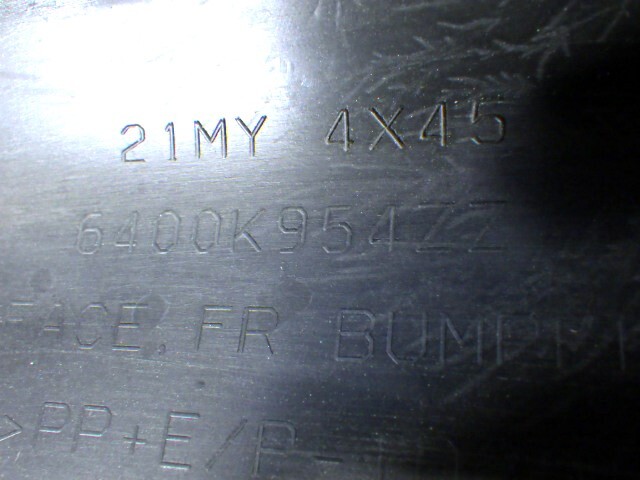 21MY 4X45
6400K954ZZ
FACE, FR BUMPER
>PP+E/P-